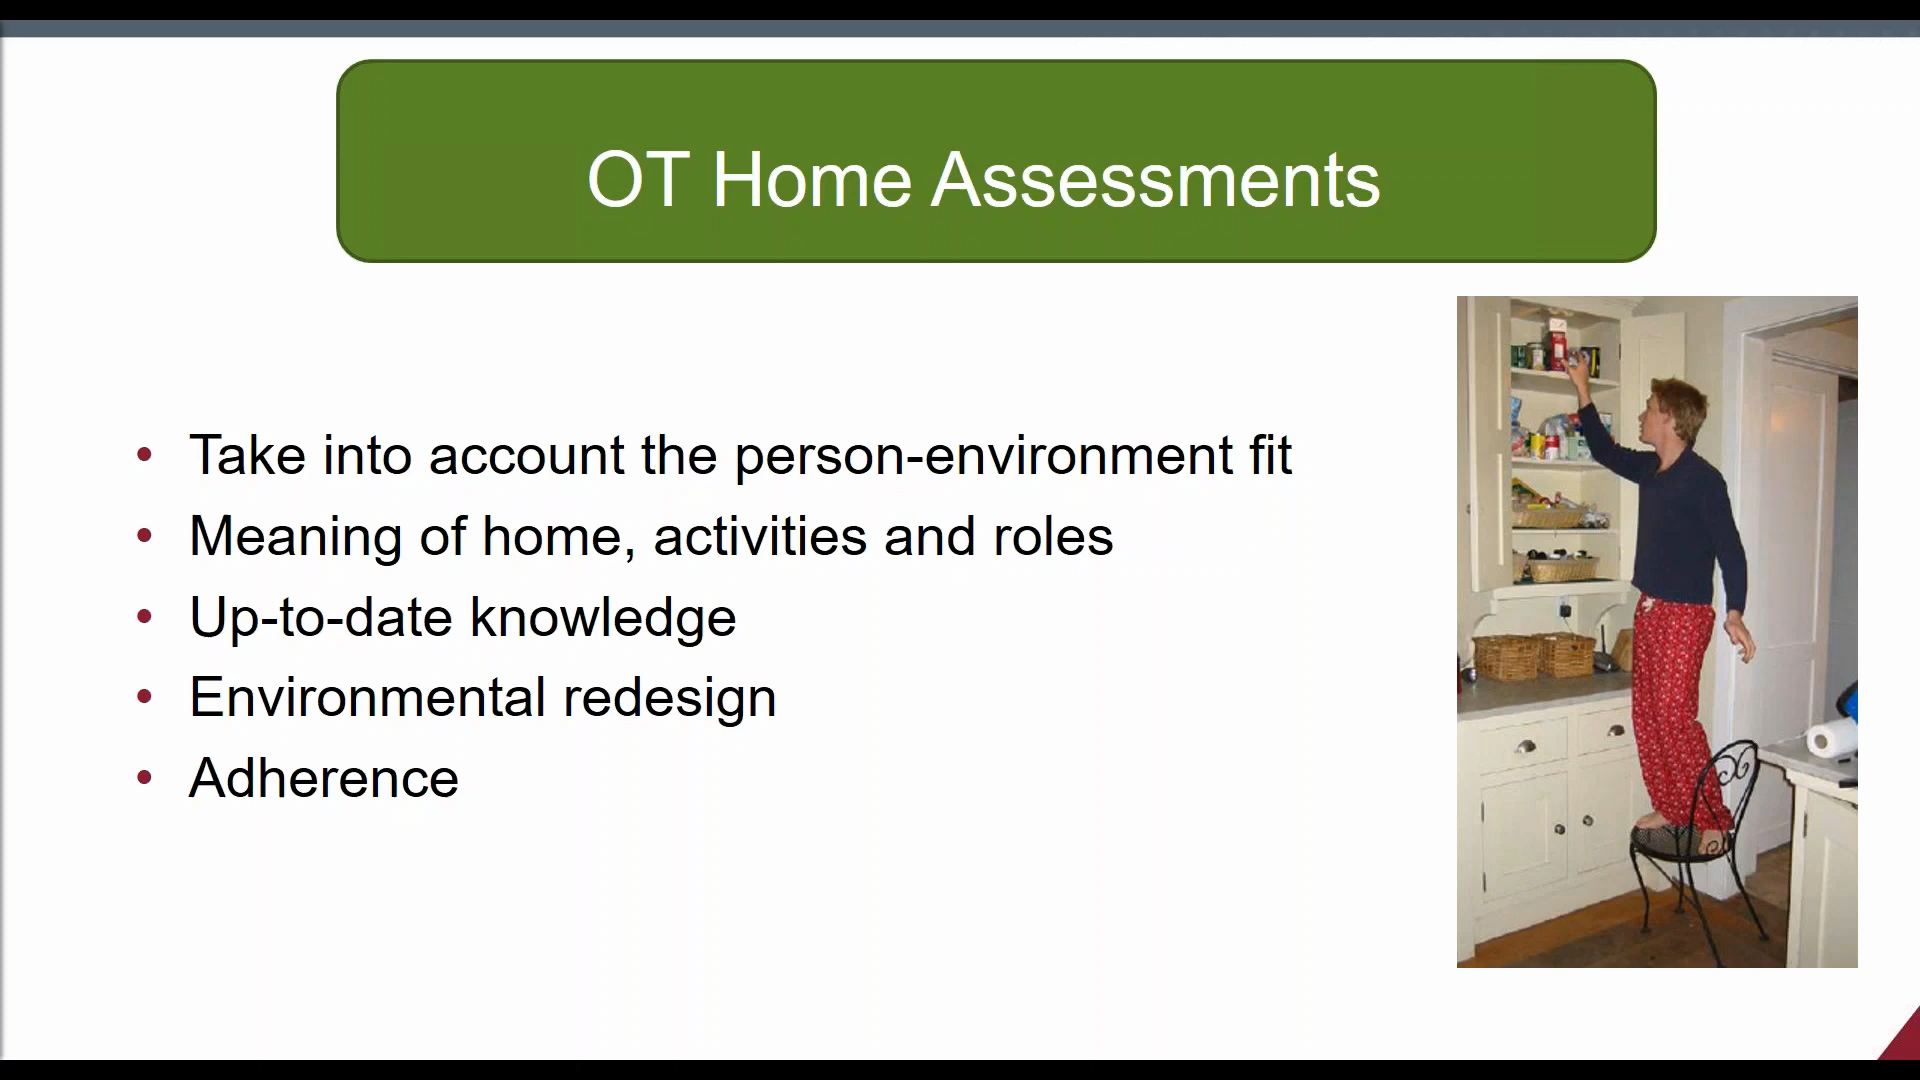 OT Home Assessments
• Take into account the person-environment fit
• Meaning of home, activities and roles
• Up-to-date knowledge
• Environmental redesign
• Adherence